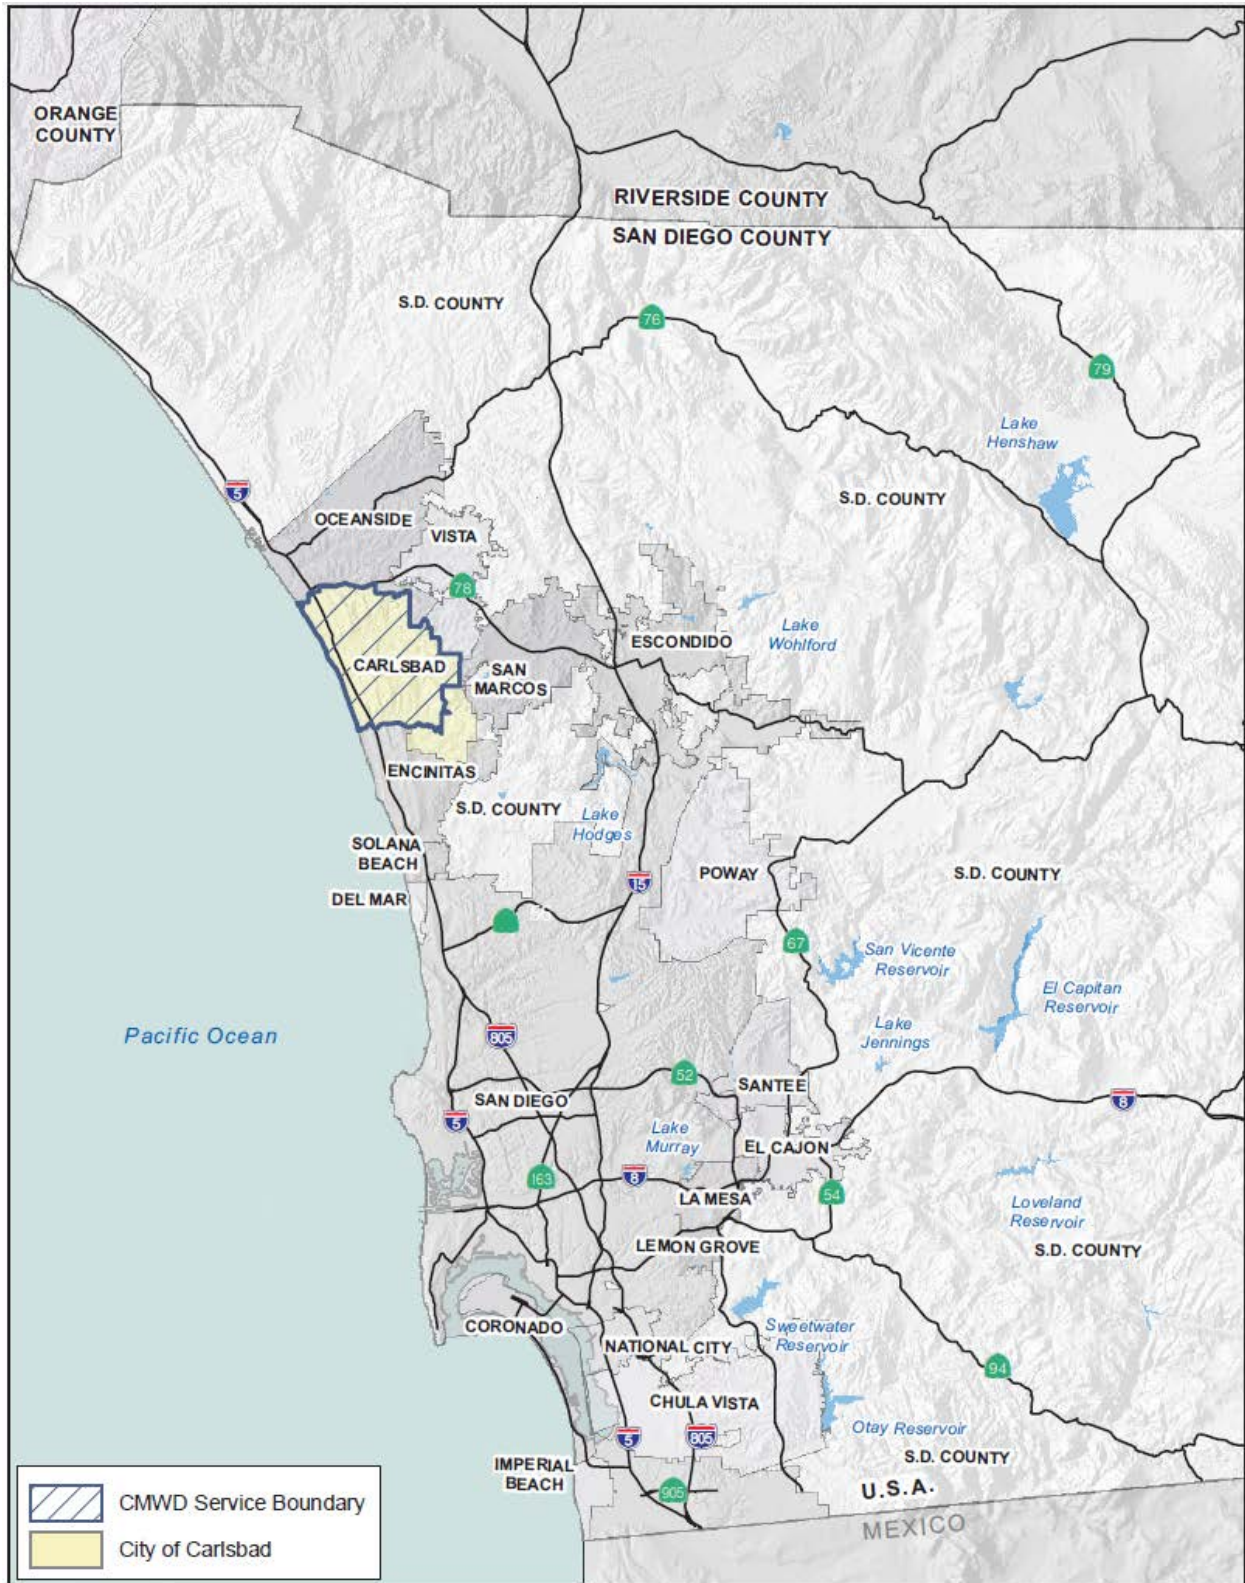 ORANGE
COUNTY
RIVERSIDE COUNTY
SAN DIEGO COUNTY
S.D. COUNTY
76
79
Lake
Henshaw
5
S.D. COUNTY
OCEANSIDE
VISTA
78
ESCONDIDO
Lake
Wohlford
CARLSBAD
SAN
MARCOS
ENCINITAS
S.D. COUNTY
Lake
Hodges
SOLANA
BEACH
DEL MAR
15
POWAY
S.D. COUNTY
67
San Vicente
Reservoir
El Capitan
Reservoir
Pacific Ocean
805
Lake
Jennings
52
SANTEE
SAN DIEGO
8
5
Lake
Murray
EL CAJON
163
8
LA MESA
54
Loveland
Reservoir
LEMON GROVE
S.D. COUNTY
CORONADO
Sweetwater
Reservoir
NATIONAL CITY
94
CHULA VISTA
Otay Reservoir
5
805
S.D. COUNTY
IMPERIAL
BEACH
905
U.S.A.
MEXICO
CMWD Service Boundary
City of Carlsbad